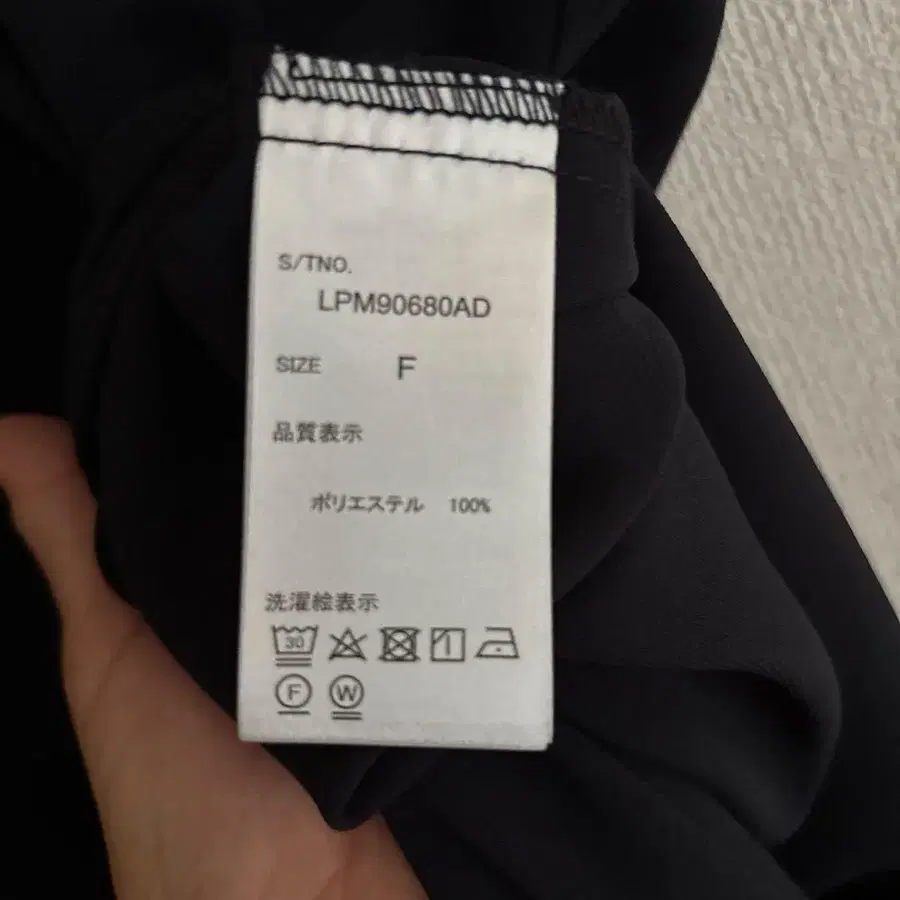 S/TNO.
LPM90680AD
SIZE F
品質表示
ポリエステル 100%
洗濯絵表示
30
F W